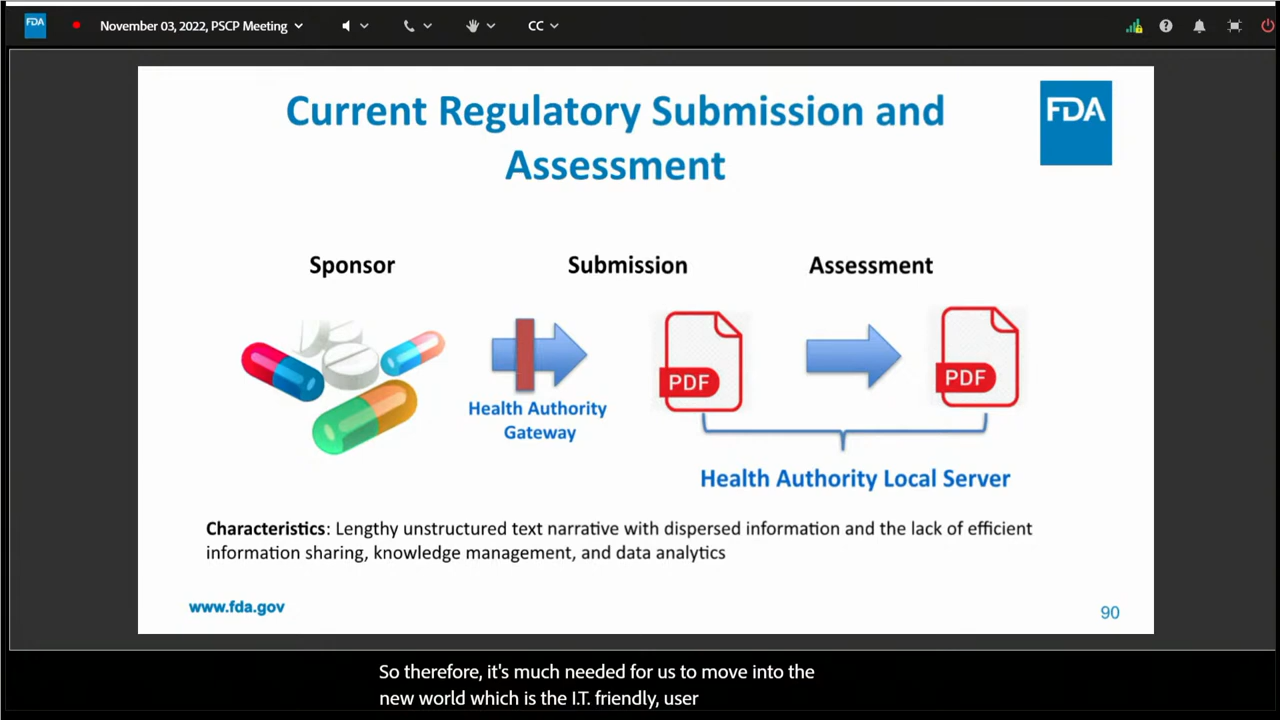 FDA
November 03, 2022, PSCP Meeting
CC
Current Regulatory Submission and
Assessment
FDA
Sponsor
Submission
Assessment
PDF
PDF
Health Authority
Gateway
Health Authority Local Server
Characteristics: Lengthy unstructured text narrative with dispersed information and the lack of efficient
information sharing, knowledge management, and data analytics
www.fda.gov
90
So therefore, it's much needed for us to move into the
new world which is the I.T. friendly, user